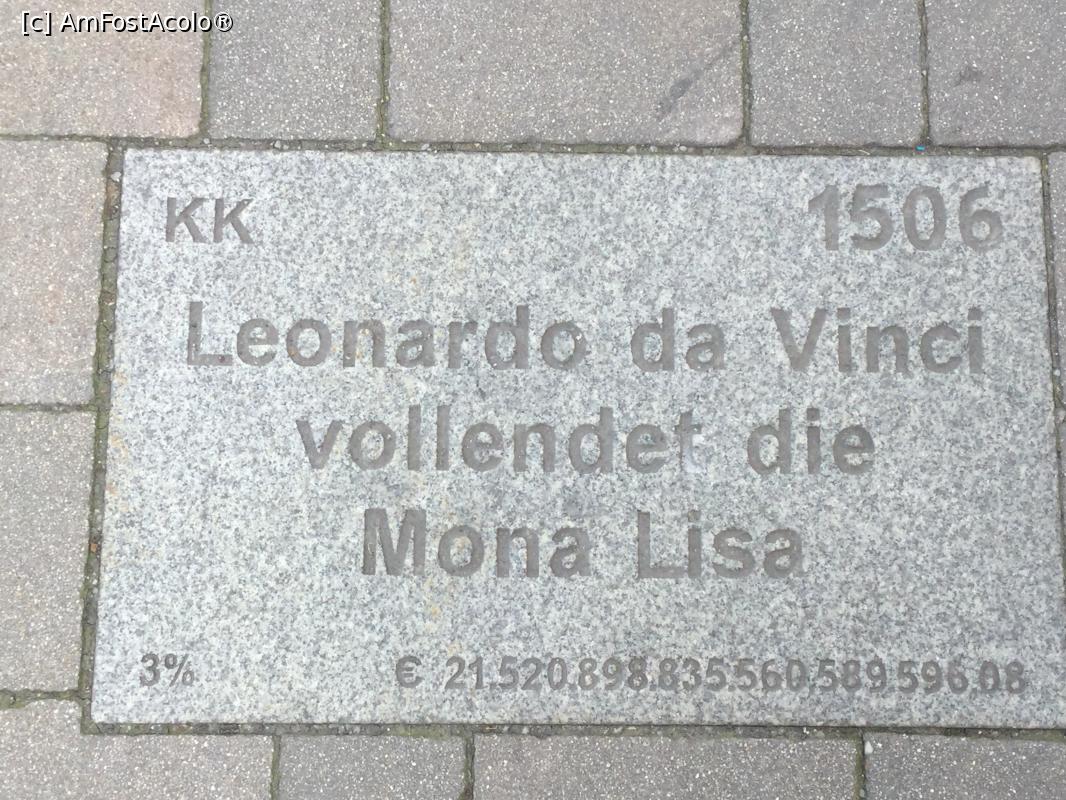 [c] AmFostAcolo®
KK 1506
Leonardo da Vinci
vollendet die
Mona Lisa
3% € 21.520.898.835.560.589.596.08